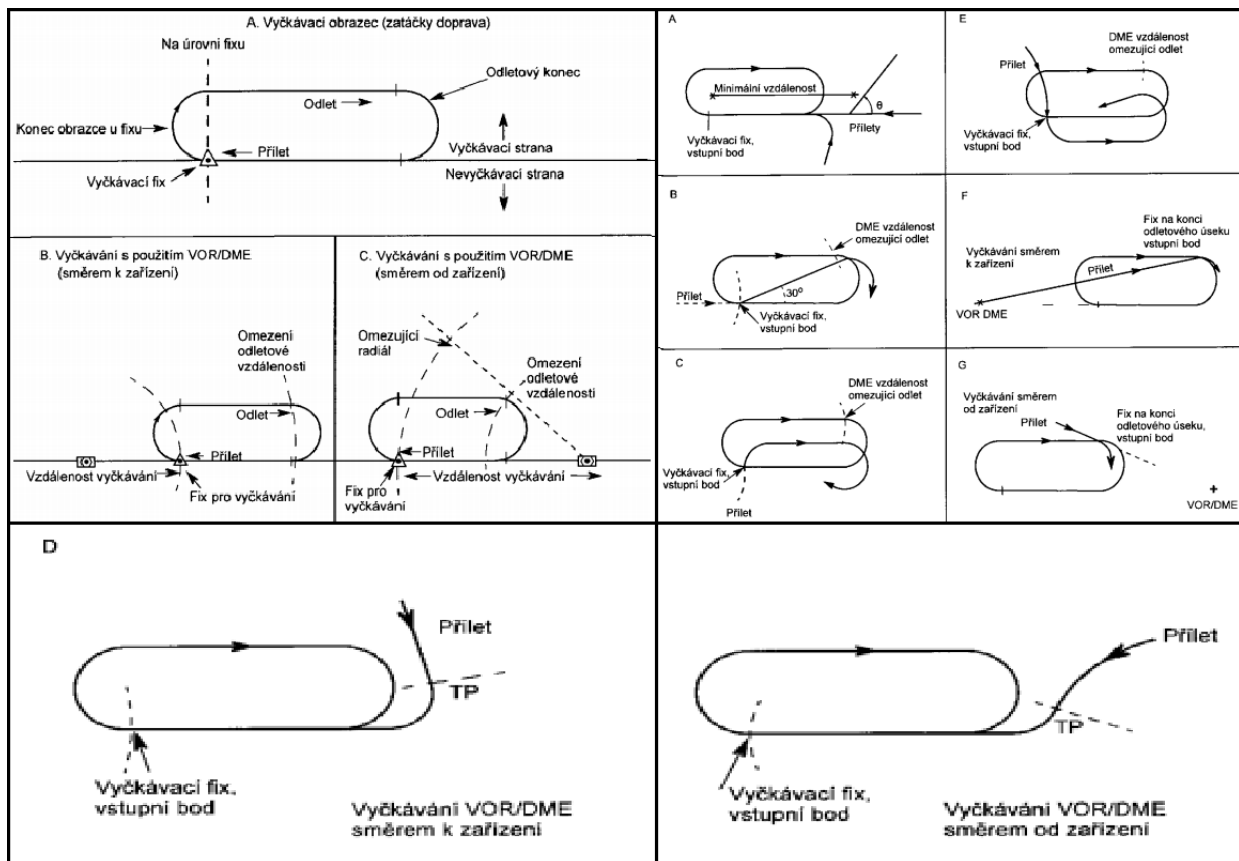 A. Vyčkávací obrazec (zatáčky doprava)
Na úrovni fixu
Odletový konec
Odlet
Konec obrazce u fixu
Přílet
Vyčkávací strana
Vyčkávací fix
Nevyčkávací strana
B. Vyčkávání s použitím VOR/DME
(směrem k zařízení)
Omezení
odletové
vzdálenosti
Odlet
Přílet
Vzdálenost vyčkávání
Fix pro vyčkávání
C. Vyčkávání s použitím VOR/DME
(směrem od zařízení)
Omezující
radiál
Omezení
odletové
vzdálenosti
Odlet
Přílet
Vzdálenost vyčkávání
Fix pro
vyčkávání
A
Minimální vzdálenost
θ
Přílety
Vyčkávací fix,
vstupní bod
E
DME vzdálenost
omezující odlet
Přílet
Vyčkávací fix,
vstupní bod
B
DME vzdálenost
omezující odlet
Přílet
30°
Vyčkávací fix,
vstupní bod
F
Fix na konci
odletového úseku
vstupní bod
Vyčkávání směrem
k zařízení
Přílet
VOR DME
C
DME vzdálenost
omezující odlet
Vyčkávací fix,
vstupní bod
Přílet
G
Vyčkávání směrem
od zařízení
Přílet
Fix na konci
odletového úseku,
vstupní bod
VOR/DME
D
Přílet
TP
Vyčkávací fix,
vstupní bod
Vyčkávání VOR/DME
směrem k zařízení
Přílet
TP
Vyčkávací fix,
vstupní bod
Vyčkávání VOR/DME
směrem od zařízení